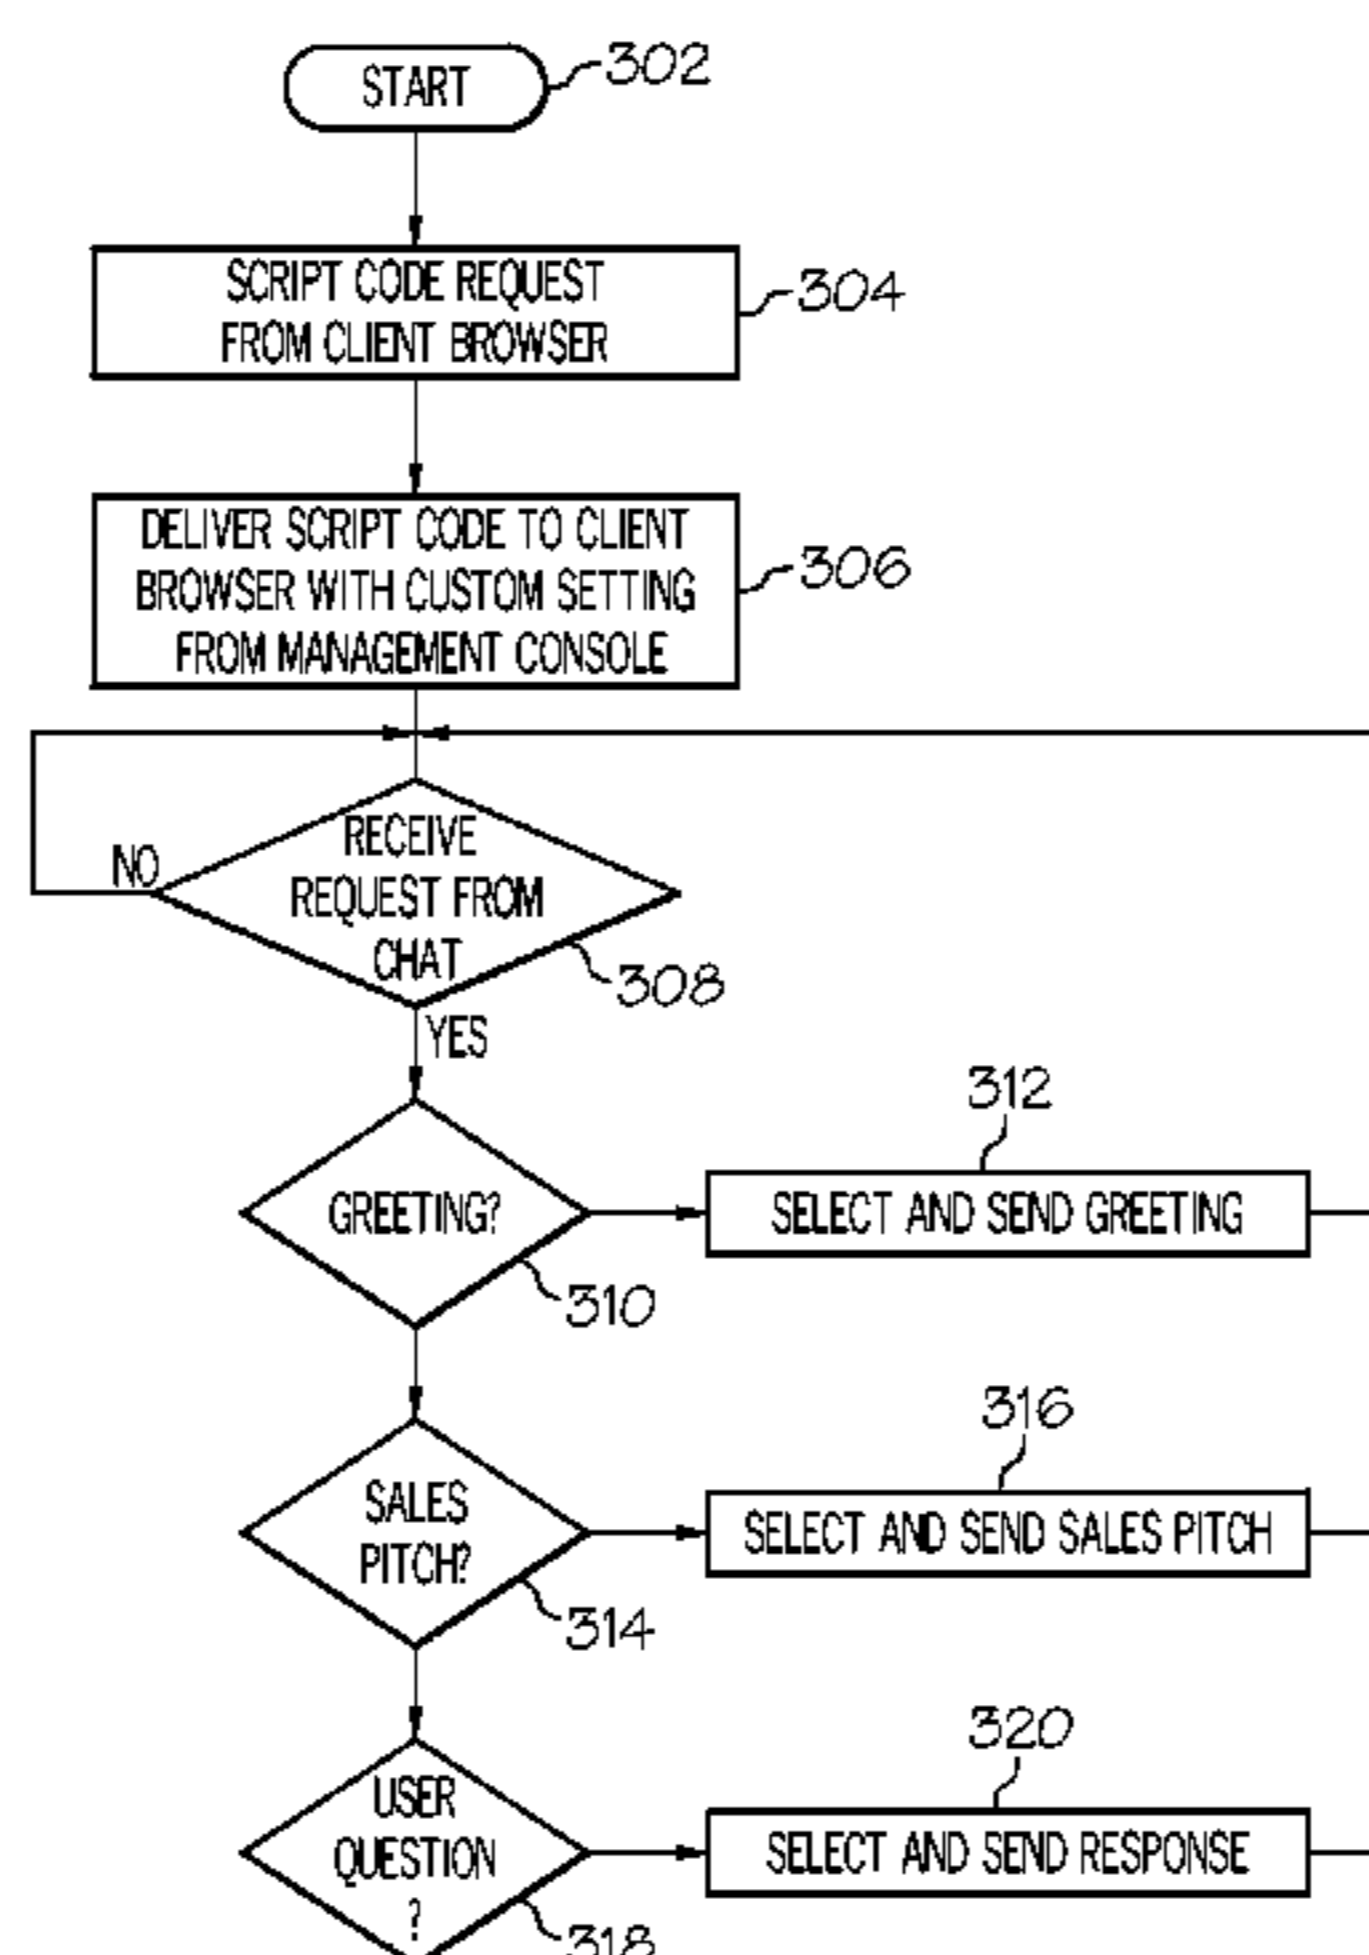 START
302
SCRIPT CODE REQUEST
FROM CLIENT BROWSER
304
DELIVER SCRIPT CODE TO CLIENT
BROWSER WITH CUSTOM SETTING
FROM MANAGEMENT CONSOLE
306
NO
RECEIVE
REQUEST FROM
CHAT
308
YES
312
GREETING?
SELECT AND SEND GREETING
310
316
SALES
PITCH?
SELECT AND SEND SALES PITCH
314
320
USER
QUESTION
?
SELECT AND SEND RESPONSE
318